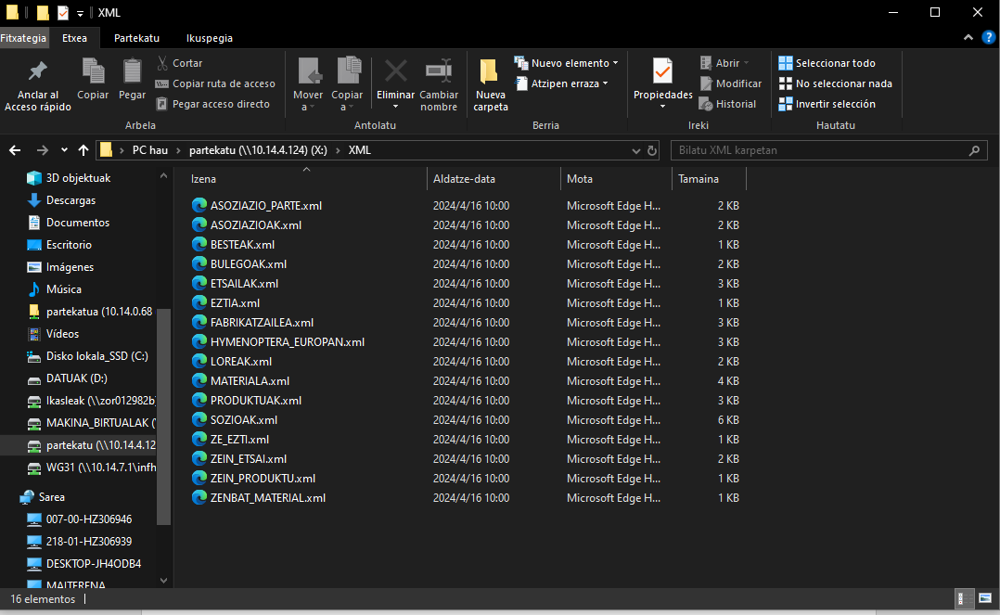 XML
Fitxategia Etxea Partekatu Ikuspegia
Anclar al Acceso rápido
Copiar
Pegar
Cortar
Copiar ruta de acceso
Pegar acceso directo
Arbela
Mover a
Copiar a
Eliminar
Cambiar nombre
Antolatu
Nueva carpeta
Nuevo elemento
Atzipen erraza
Berria
Propiedades
Abrir
Modificar
Historial
Ireki
Seleccionar todo
No seleccionar nada
Invertir selección
Hautatu
PC hau > partekatu (\\10.14.4.124) (X:) > XML
Bilatu XML karpetan
3D objektuak
Descargas
Documentos
Escritorio
Imágenes
Música
partekatua (10.14.0.68
Vídeos
Disko lokala_SSD (C:)
DATUAK (D:)
Ikasleak (\\zor012982b
MAKINA_BIRTUALAK (\
partekatu (\\10.14.4.12
WG31 (\\10.14.7.1\infh
Sarea
007-00-HZ306946
218-01-HZ306939
DESKTOP-JH4ODB4
MAITERENA
Izena Aldatze-data Mota Tamaina
ASOZIAZIO_PARTE.xml 2024/4/16 10:00 Microsoft Edge H... 2 KB
ASOZIAZIOAK.xml 2024/4/16 10:00 Microsoft Edge H... 2 KB
BESTEAK.xml 2024/4/16 10:00 Microsoft Edge H... 1 KB
BULEGOAK.xml 2024/4/16 10:00 Microsoft Edge H... 2 KB
ETSAILAK.xml 2024/4/16 10:00 Microsoft Edge H... 3 KB
EZTIA.xml 2024/4/16 10:00 Microsoft Edge H... 1 KB
FABRIKATZAILEA.xml 2024/4/16 10:00 Microsoft Edge H... 3 KB
HYMENOPTERA_EUROPAN.xml 2024/4/16 10:00 Microsoft Edge H... 3 KB
LOREAK.xml 2024/4/16 10:00 Microsoft Edge H... 2 KB
MATERIALA.xml 2024/4/16 10:00 Microsoft Edge H... 4 KB
PRODUKTUAK.xml 2024/4/16 10:00 Microsoft Edge H... 3 KB
SOZIOAK.xml 2024/4/16 10:00 Microsoft Edge H... 6 KB
ZE_EZTI.xml 2024/4/16 10:00 Microsoft Edge H... 1 KB
ZEIN_ETSAI.xml 2024/4/16 10:00 Microsoft Edge H... 2 KB
ZEIN_PRODUKTU.xml 2024/4/16 10:00 Microsoft Edge H... 1 KB
ZENBAT_MATERIAL.xml 2024/4/16 10:00 Microsoft Edge H... 1 KB
16 elementos